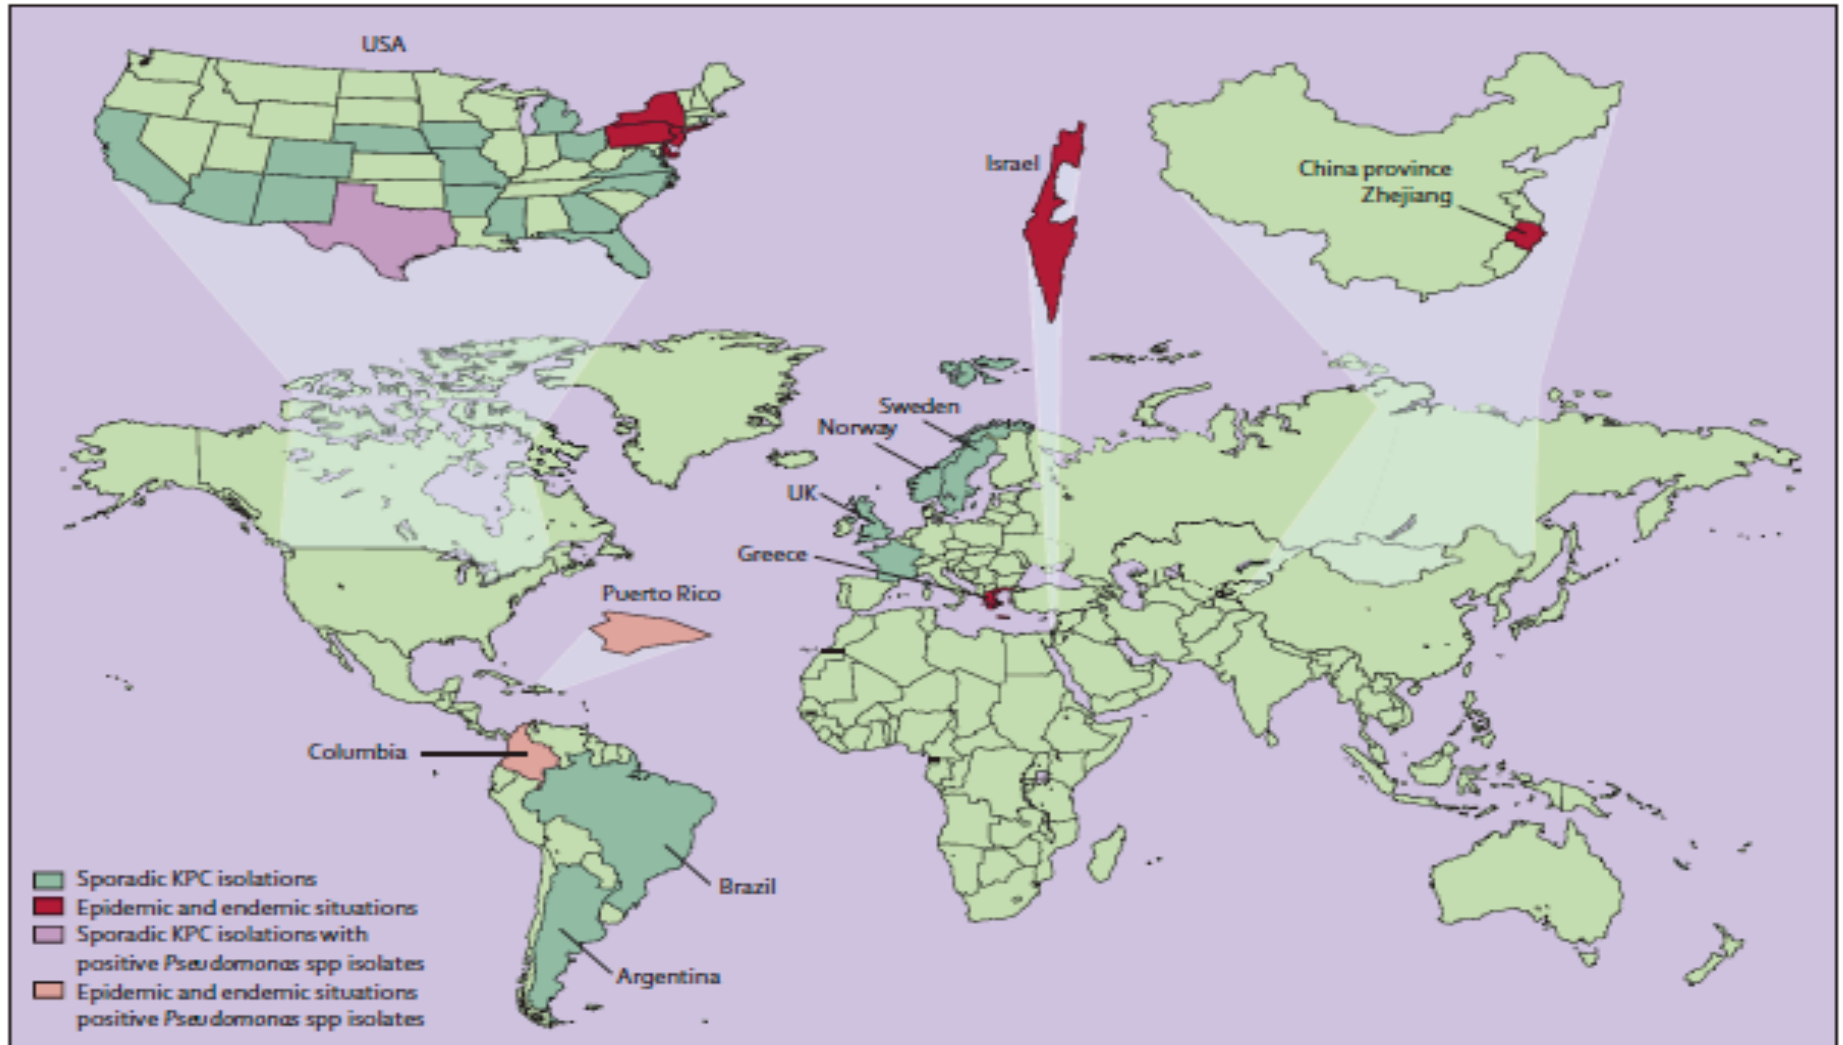 USA
Israel
China province
Zhejiang
Sweden
Norway
UK
Greece
Puerto Rico
Columbia
Brazil
Argentina
Sporadic KPC isolations
Epidemic and endemic situations
Sporadic KPC isolations with
positive Pseudomonas spp isolates
Epidemic and endemic situations
positive Pseudomonas spp isolates